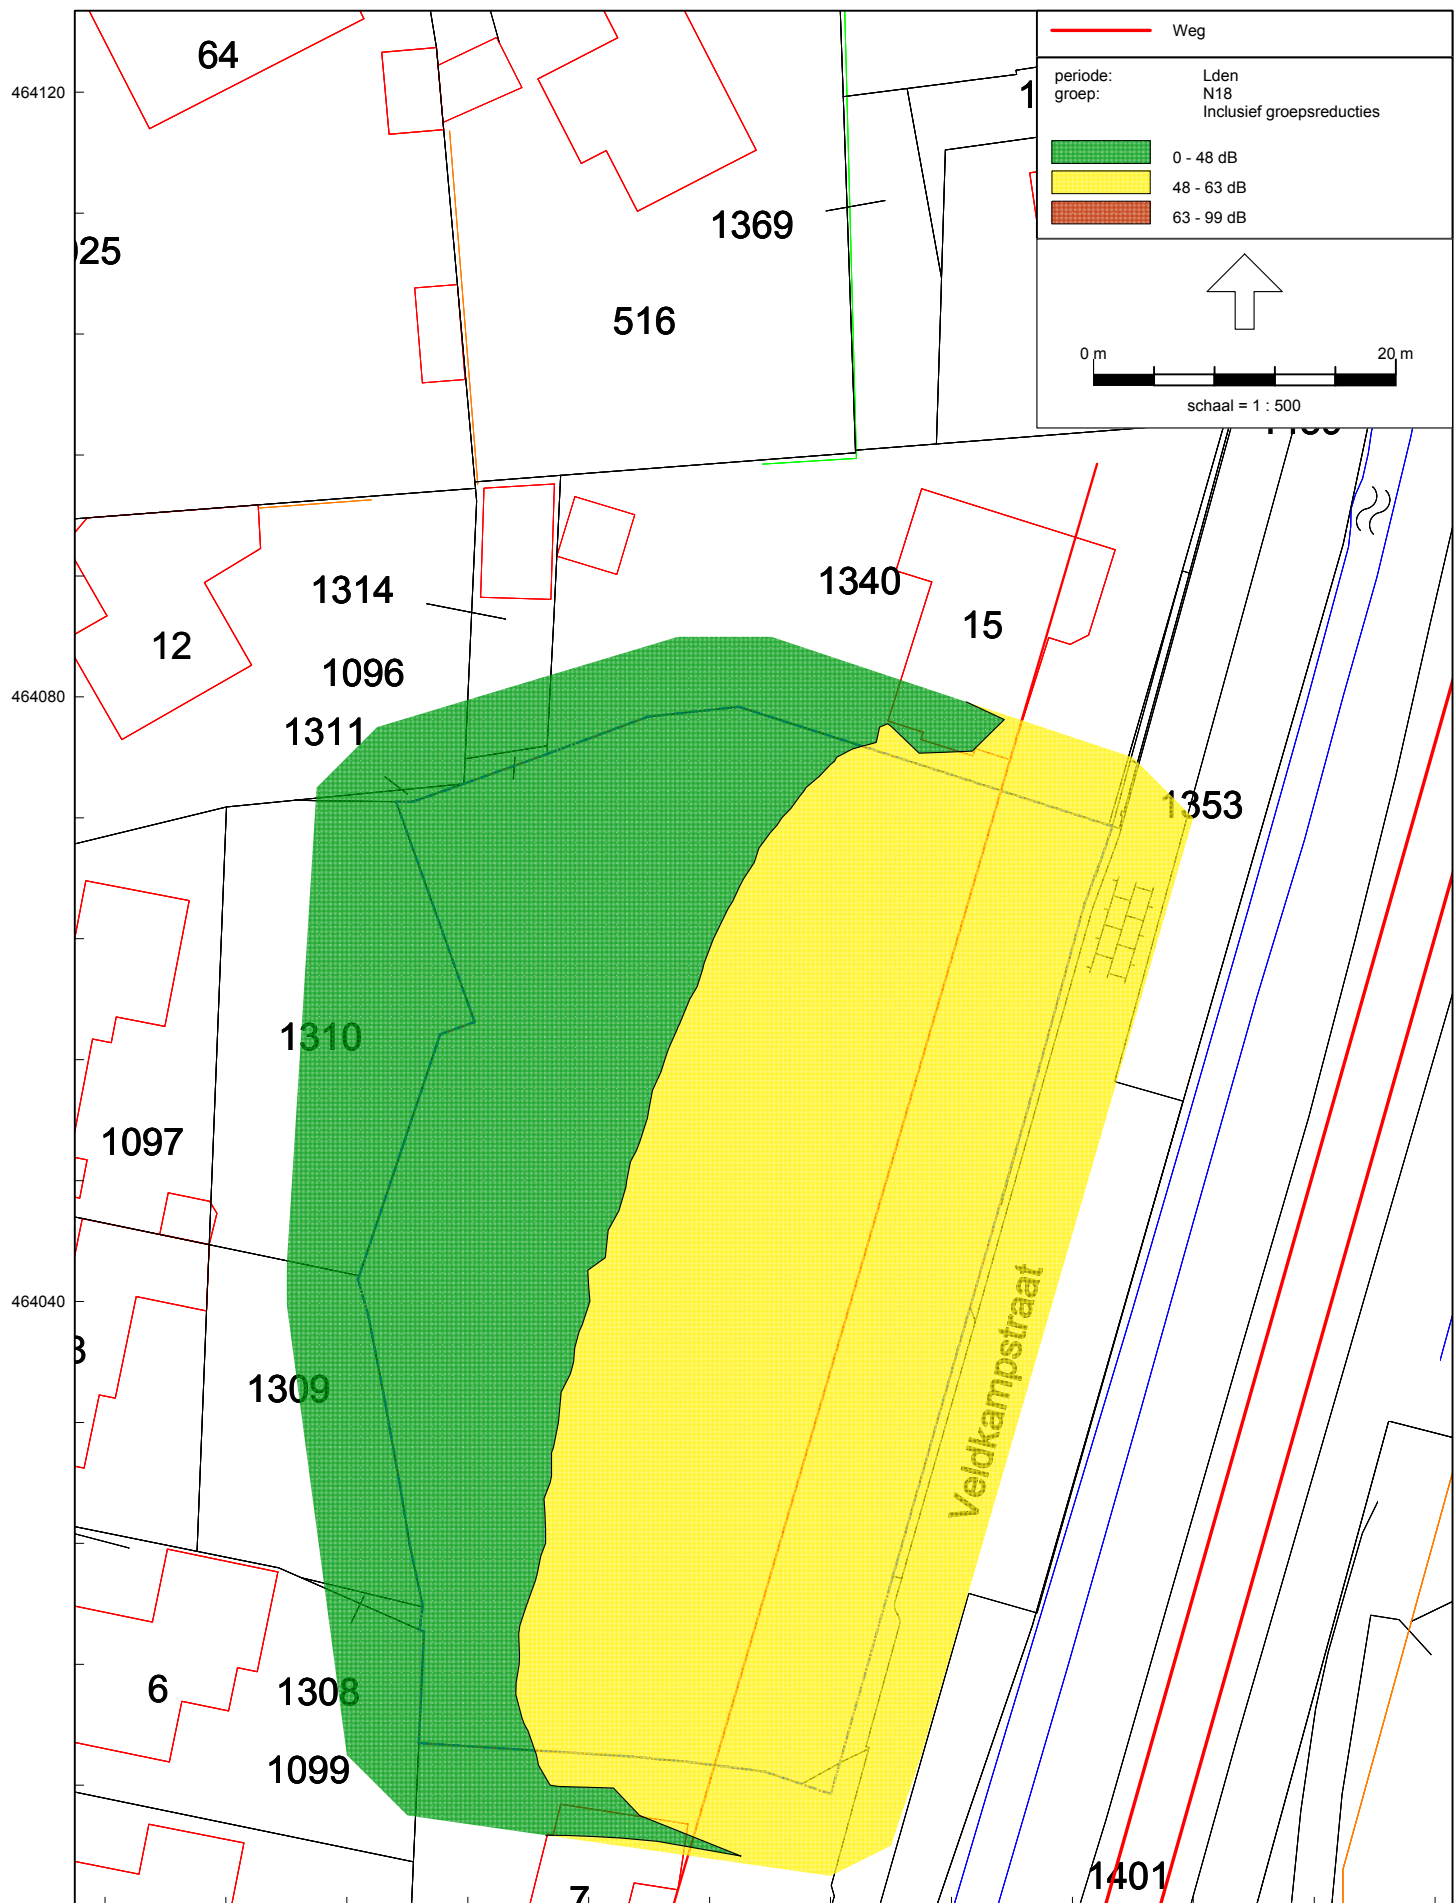 Weg
periode: Lden
groep: N18
Inclusief groepsreducties
0 - 48 dB
48 - 63 dB
63 - 99 dB
0 m 20 m
schaal = 1 : 500
64
464120
1369
516
1314
1340
12
15
1096
464080
1311
1353
1310
1097
464040
Veldkampstraat
1309
6
1308
1099
1401
7